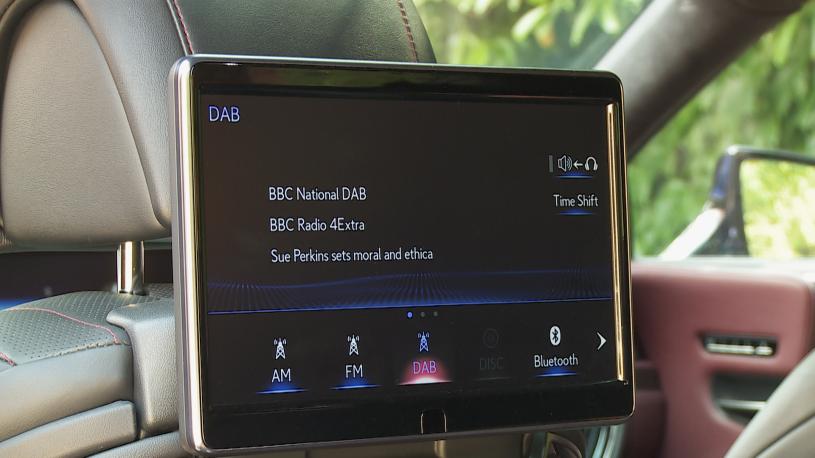 DAB
BBC National DAB
Time Shift
BBC Radio 4Extra
Sue Perkins sets moral and ethica
AM
FM
DAB
DISC
Bluetooth